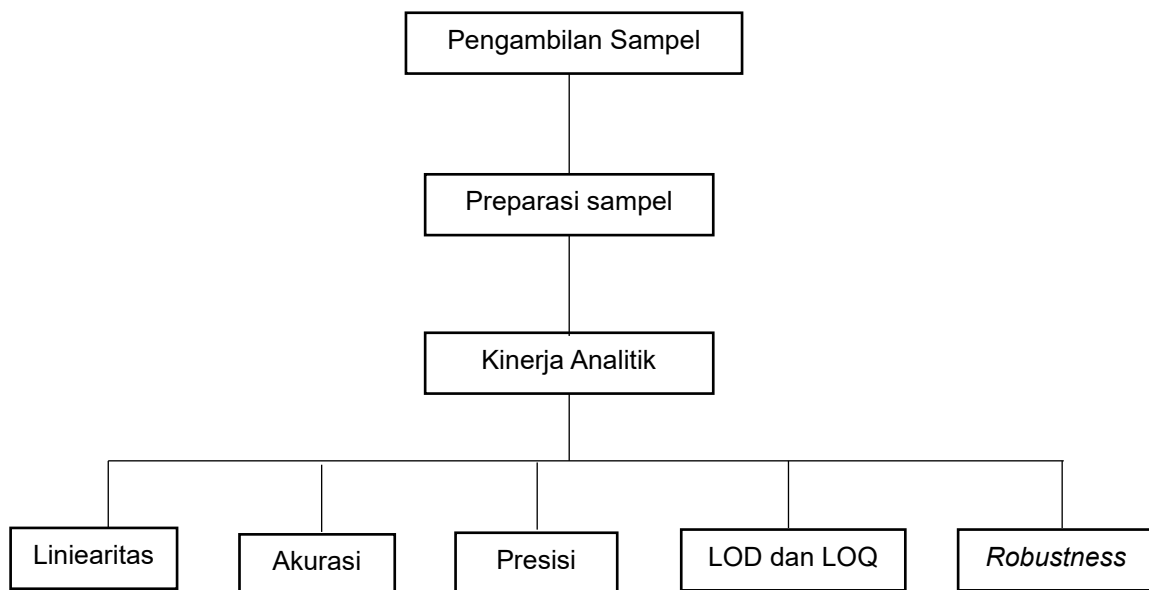 Pengambilan Sampel
Preparasi sampel
Kinerja Analitik
Liniearitas
Akurasi
Presisi
LOD dan LOQ
Robustness